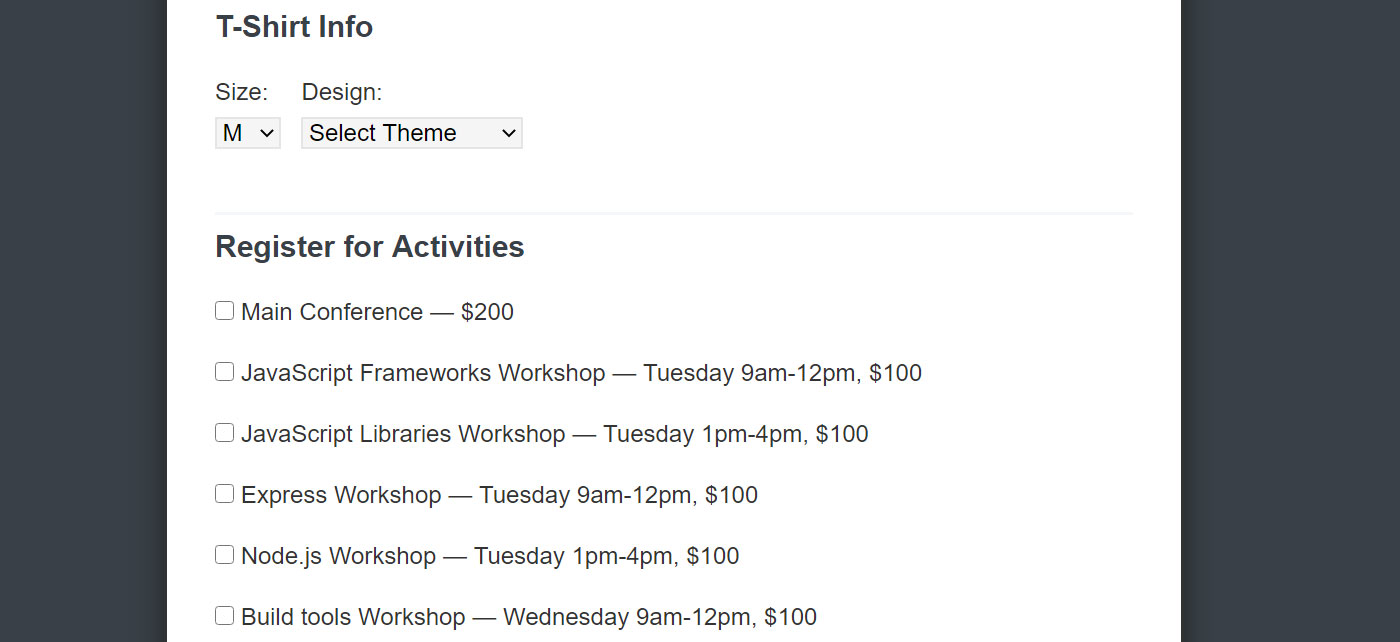 T-Shirt Info
Size: Design:
M Select Theme
Register for Activities
Main Conference — $200
JavaScript Frameworks Workshop — Tuesday 9am-12pm, $100
JavaScript Libraries Workshop — Tuesday 1pm-4pm, $100
Express Workshop — Tuesday 9am-12pm, $100
Node.js Workshop — Tuesday 1pm-4pm, $100
Build tools Workshop — Wednesday 9am-12pm, $100